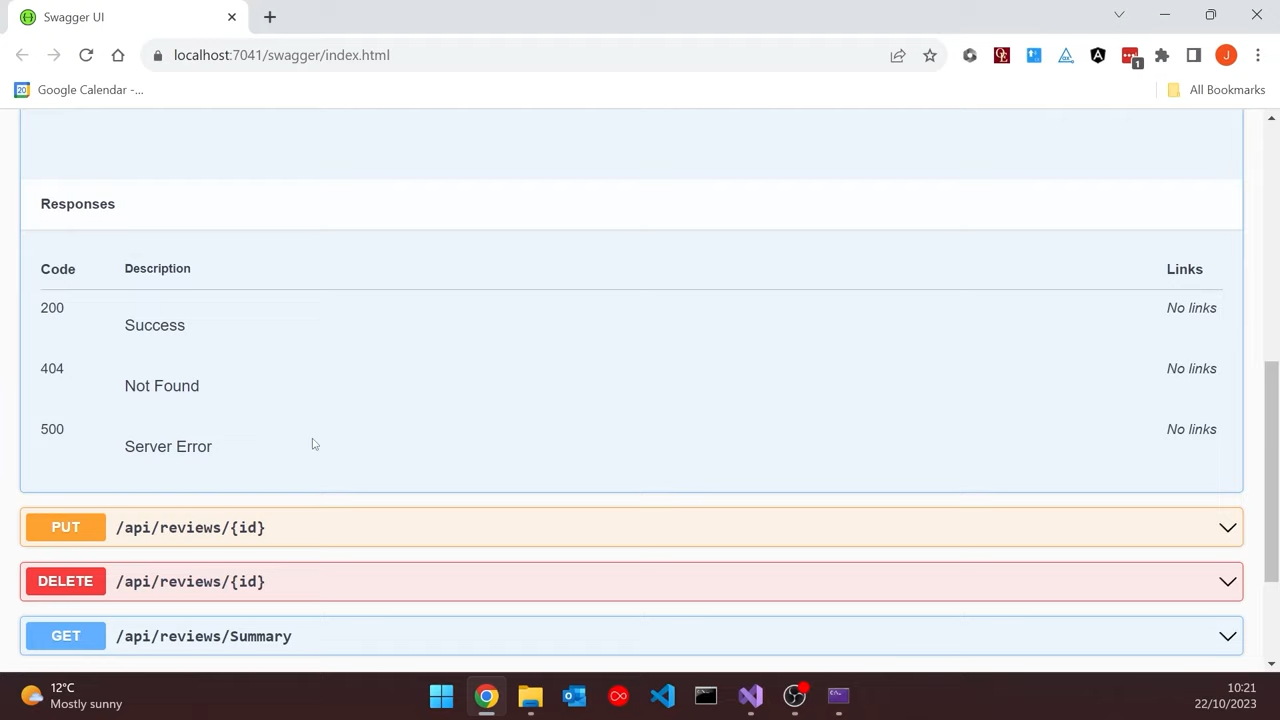 Swagger UI
localhost:7041/swagger/index.html
1
J
20 Google Calendar -...
All Bookmarks
Responses
Code Description Links
200 Success No links
404 Not Found No links
500 Server Error No links
PUT /api/reviews/{id}
DELETE /api/reviews/{id}
GET /api/reviews/Summary
12°C
Mostly sunny
10:21
22/10/2023